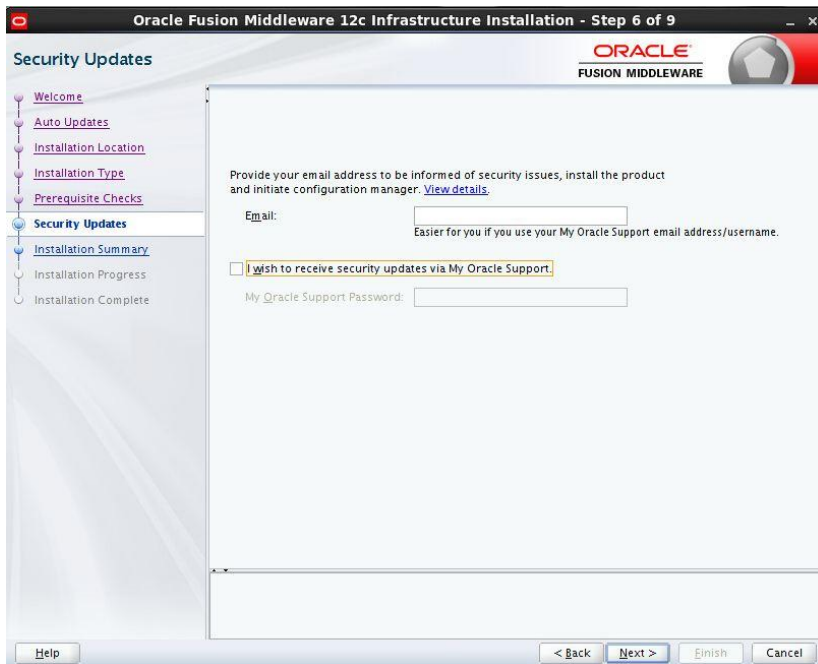 Oracle Fusion Middleware 12c Infrastructure Installation - Step 6 of 9
Security Updates
ORACLE
FUSION MIDDLEWARE
Welcome
Auto Updates
Installation Location
Installation Type
Prerequisite Checks
Security Updates
Installation Summary
Installation Progress
Installation Complete
Provide your email address to be informed of security issues, install the product
and initiate configuration manager. View details.
Email:
Easier for you if you use your My Oracle Support email address/username.
I wish to receive security updates via My Oracle Support.
My Oracle Support Password:
Help
< Back
Next >
Finish
Cancel